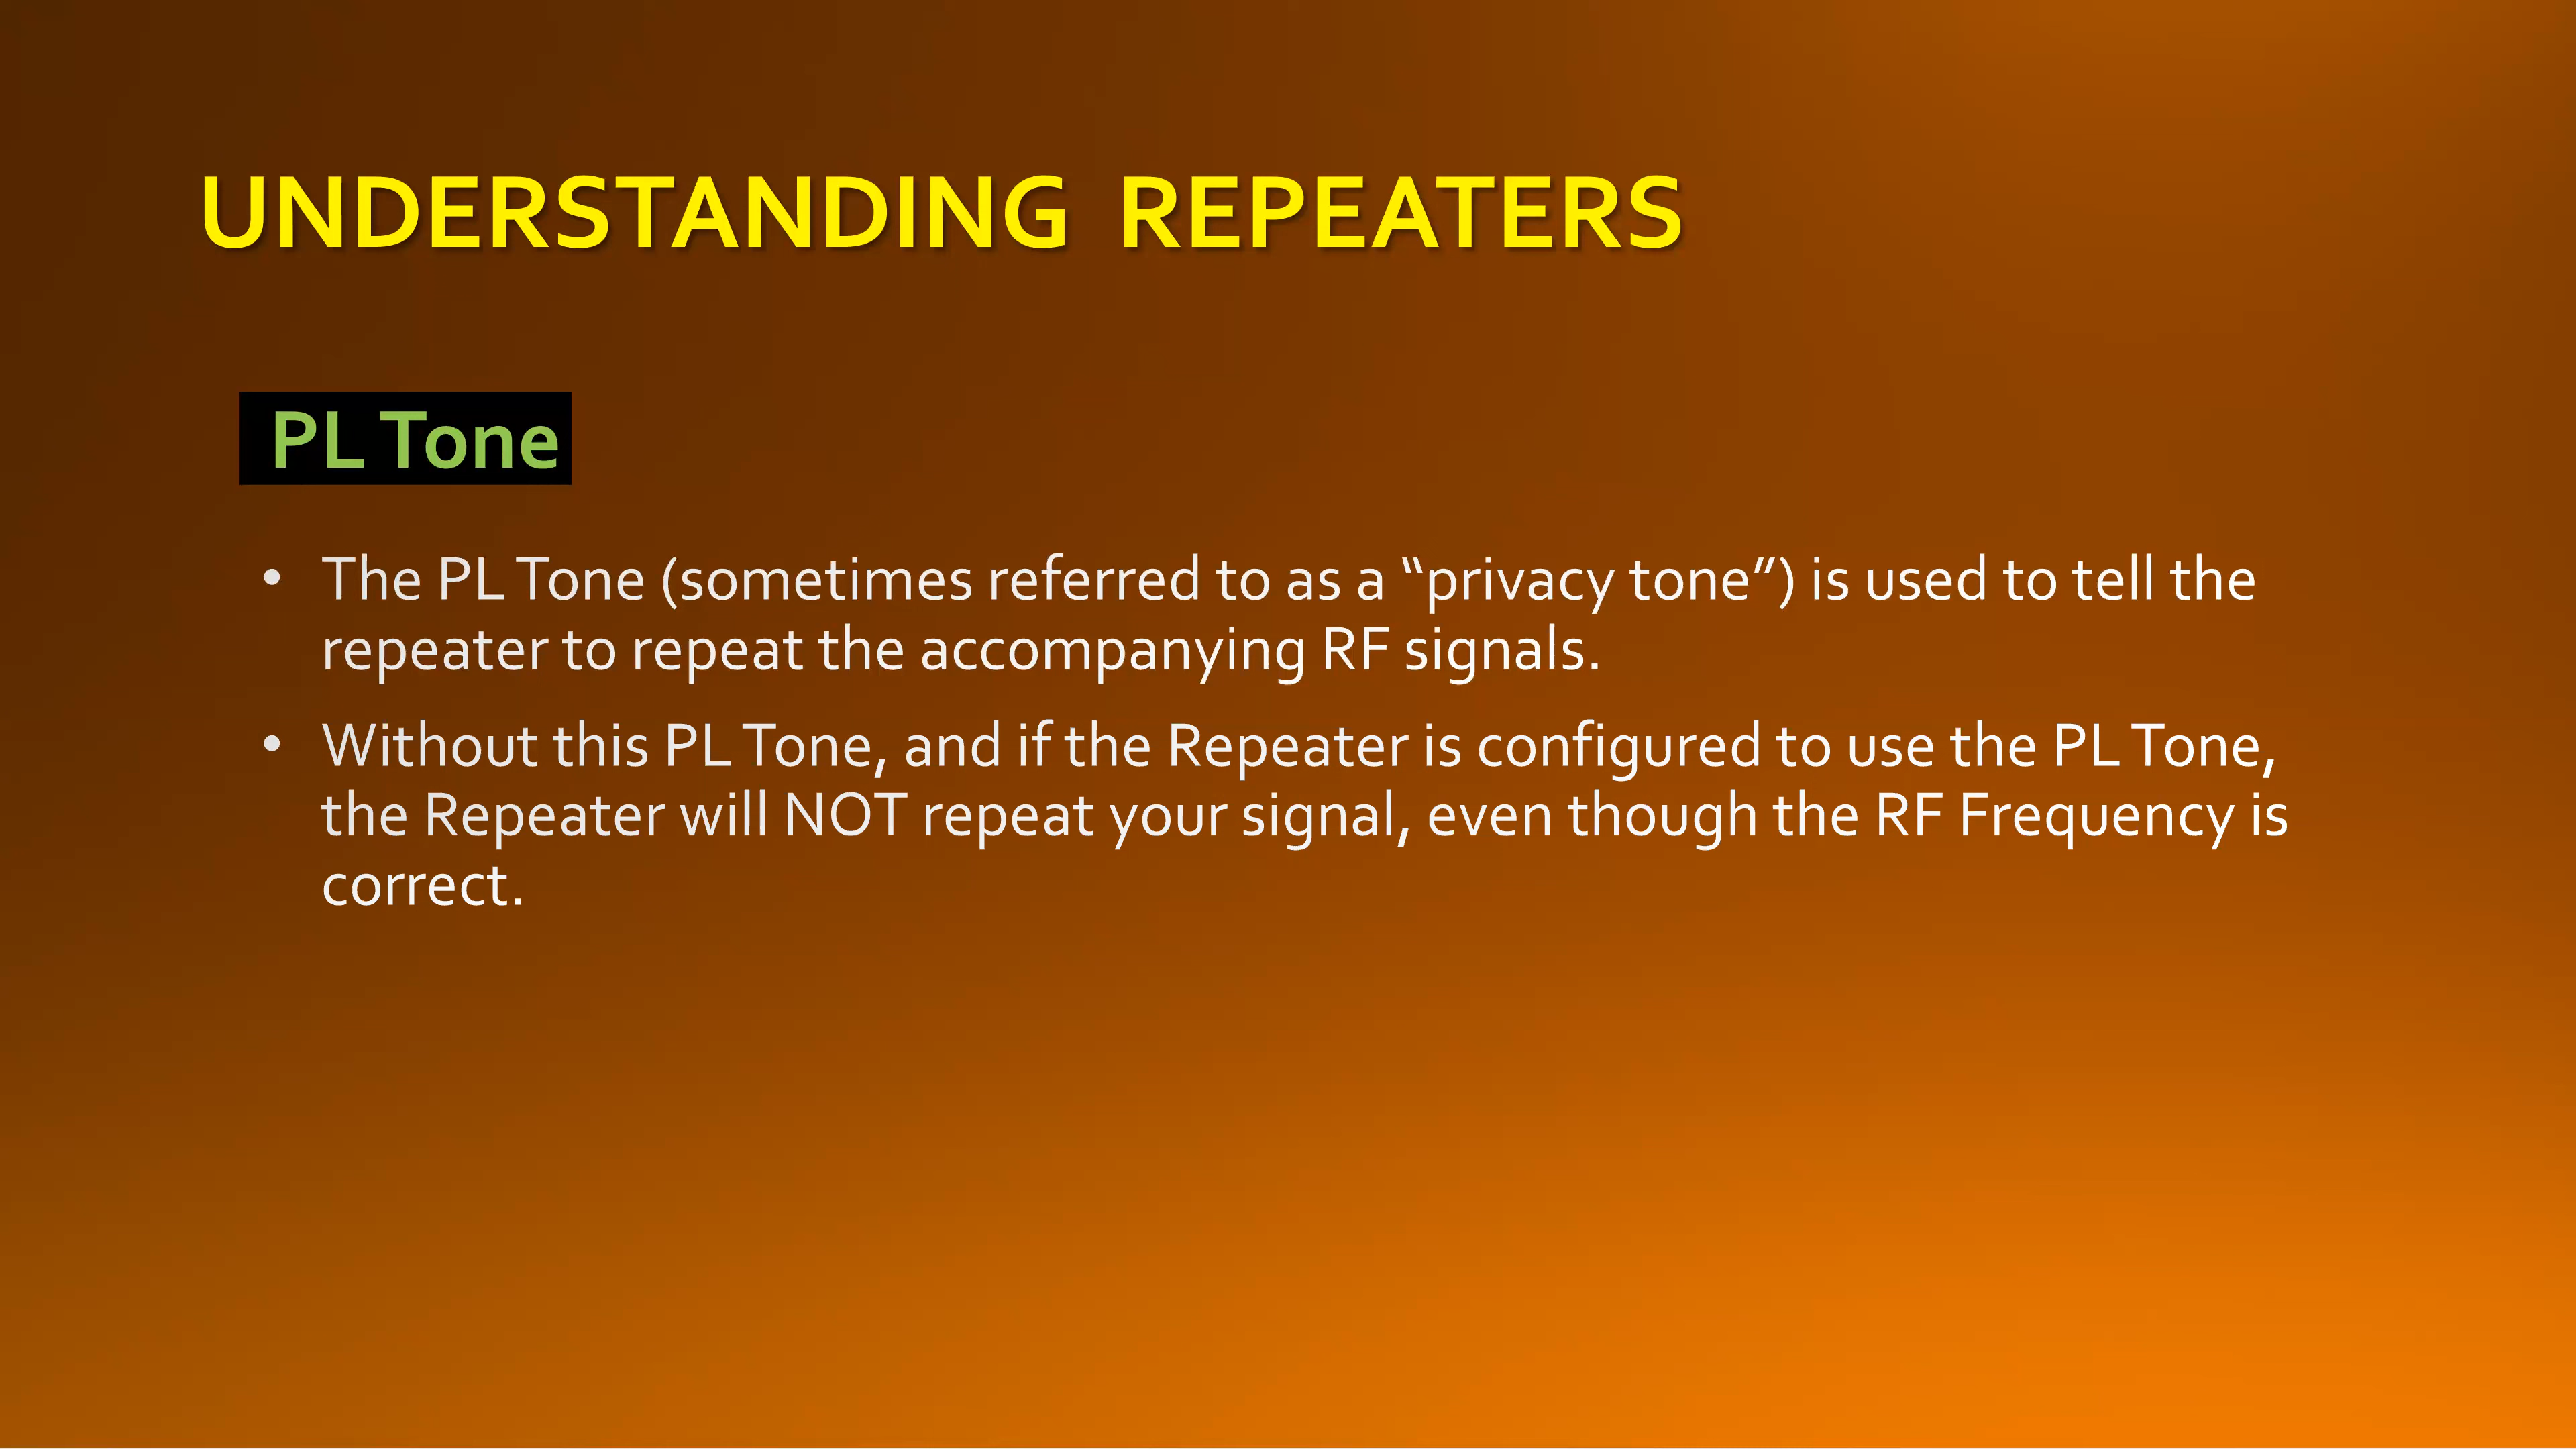 UNDERSTANDING REPEATERS
PL Tone
• The PL Tone (sometimes referred to as a “privacy tone”) is used to tell the
repeater to repeat the accompanying RF signals.
• Without this PL Tone, and if the Repeater is configured to use the PL Tone,
the Repeater will NOT repeat your signal, even though the RF Frequency is
correct.